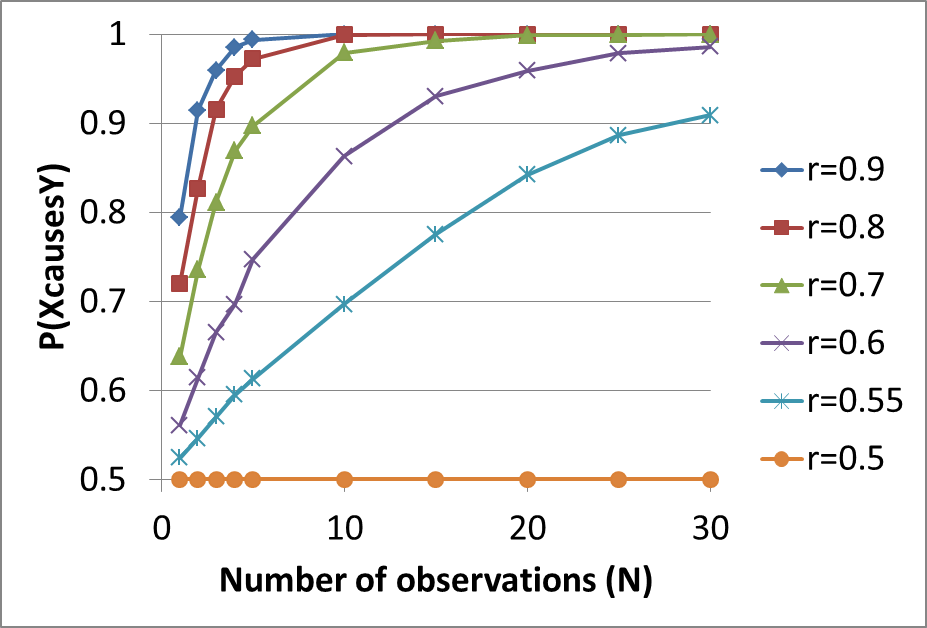 1
0.9
0.8
0.7
0.6
0.5
0
10
20
30
P(XcausesY)
Number of observations (N)
r=0.9
r=0.8
r=0.7
r=0.6
r=0.55
r=0.5